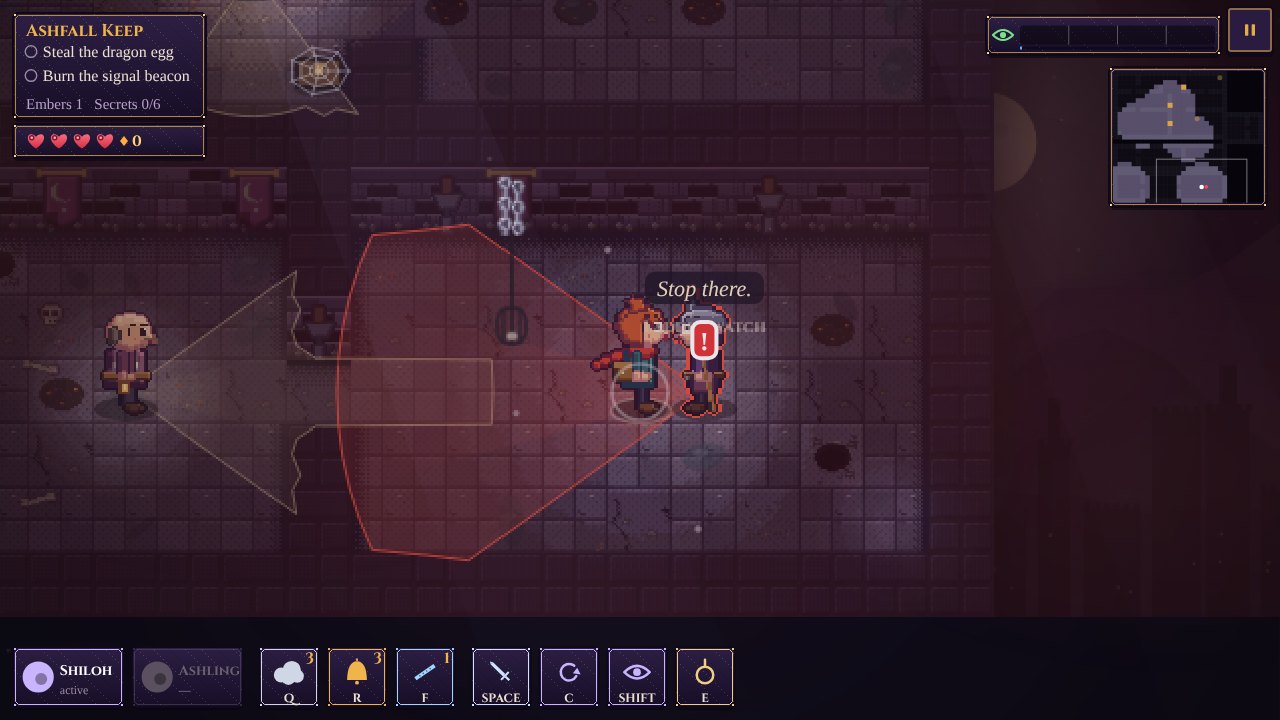 ASHFALL KEEP
Steal the dragon egg
Burn the signal beacon
Embers 1 Secrets 0/6
0
Stop there.
!
SHILOH
active
ASHLING
—
3
Q
3
R
1
F
SPACE
C
SHIFT
E